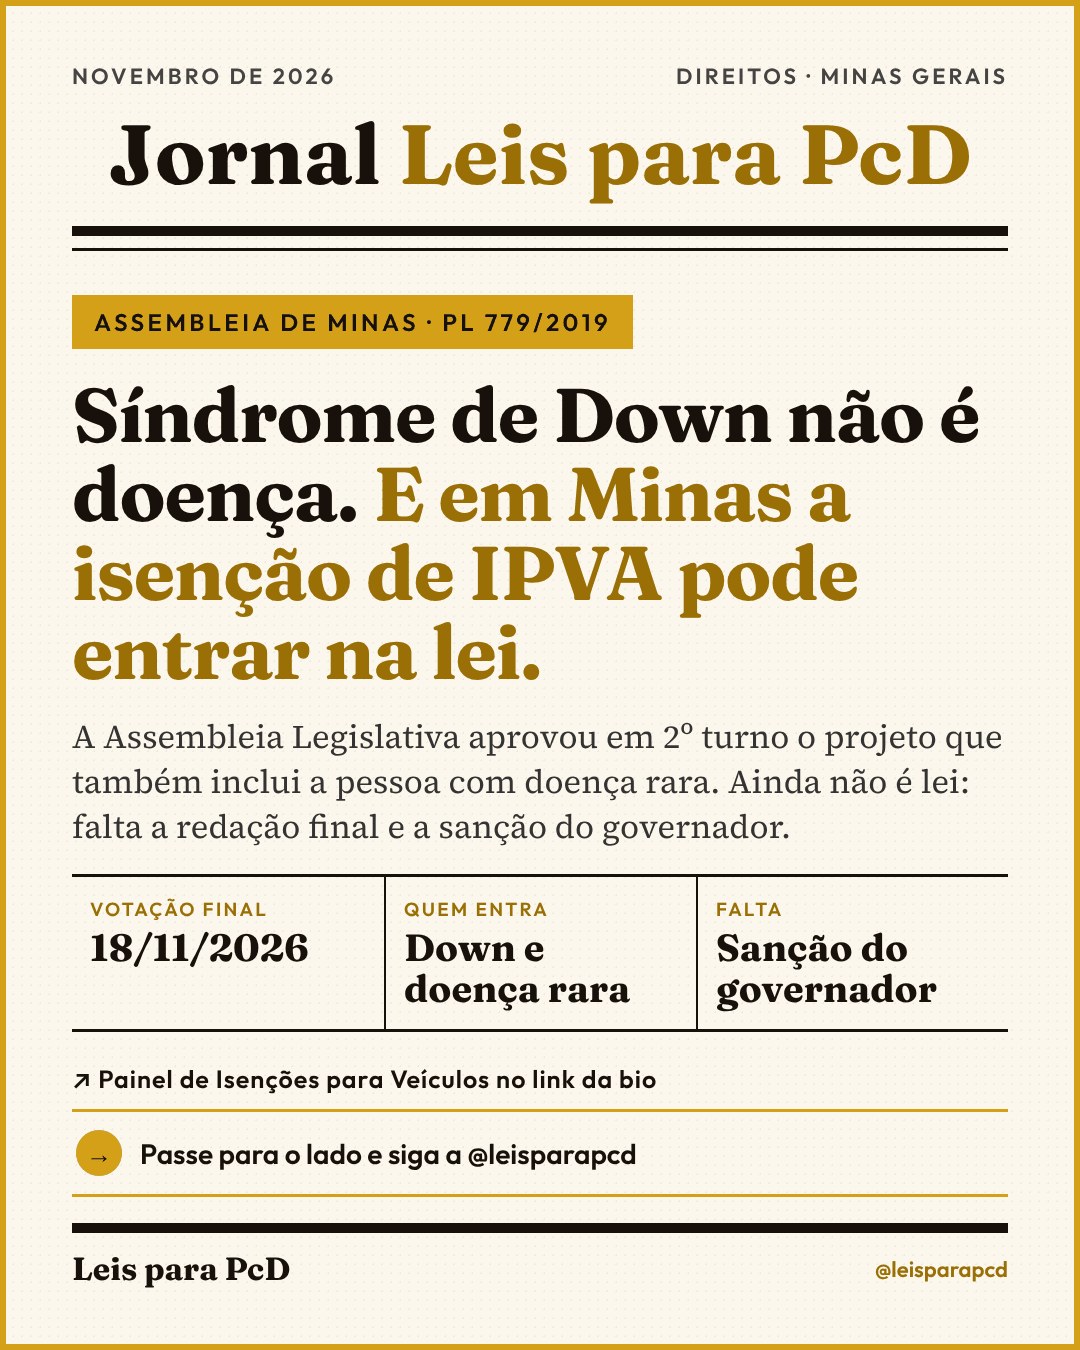 NOVEMBRO DE 2026
DIREITOS · MINAS GERAIS
Jornal Leis para PcD
ASSEMBLEIA DE MINAS · PL 779/2019
Síndrome de Down não é
doença. E em Minas a
isenção de IPVA pode
entrar na lei.
A Assembleia Legislativa aprovou em 2º turno o projeto que
também inclui a pessoa com doença rara. Ainda não é lei:
falta a redação final e a sanção do governador.
VOTAÇÃO FINAL
18/11/2026
QUEM ENTRA
Down e
doença rara
FALTA
Sanção do
governador
↗ Painel de Isenções para Veículos no link da bio
→ Passe para o lado e siga a @leisparapcd
Leis para PcD
@leisparapcd